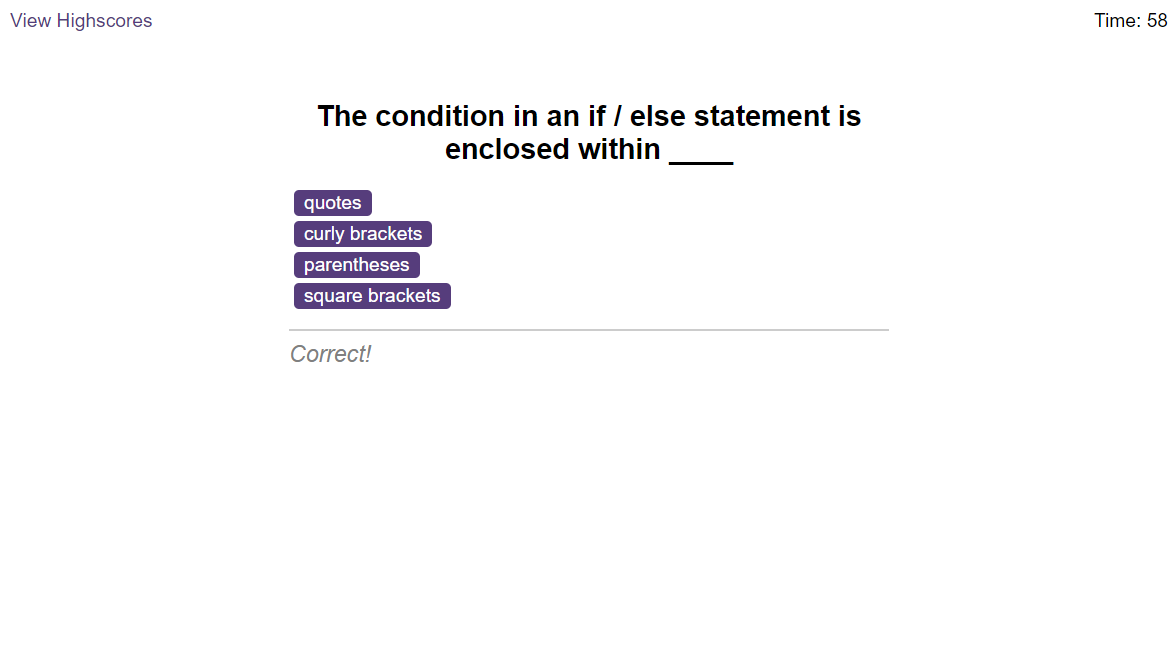 View Highscores
Time: 58
The condition in an if / else statement is
enclosed within ____
quotes
curly brackets
parentheses
square brackets
Correct!